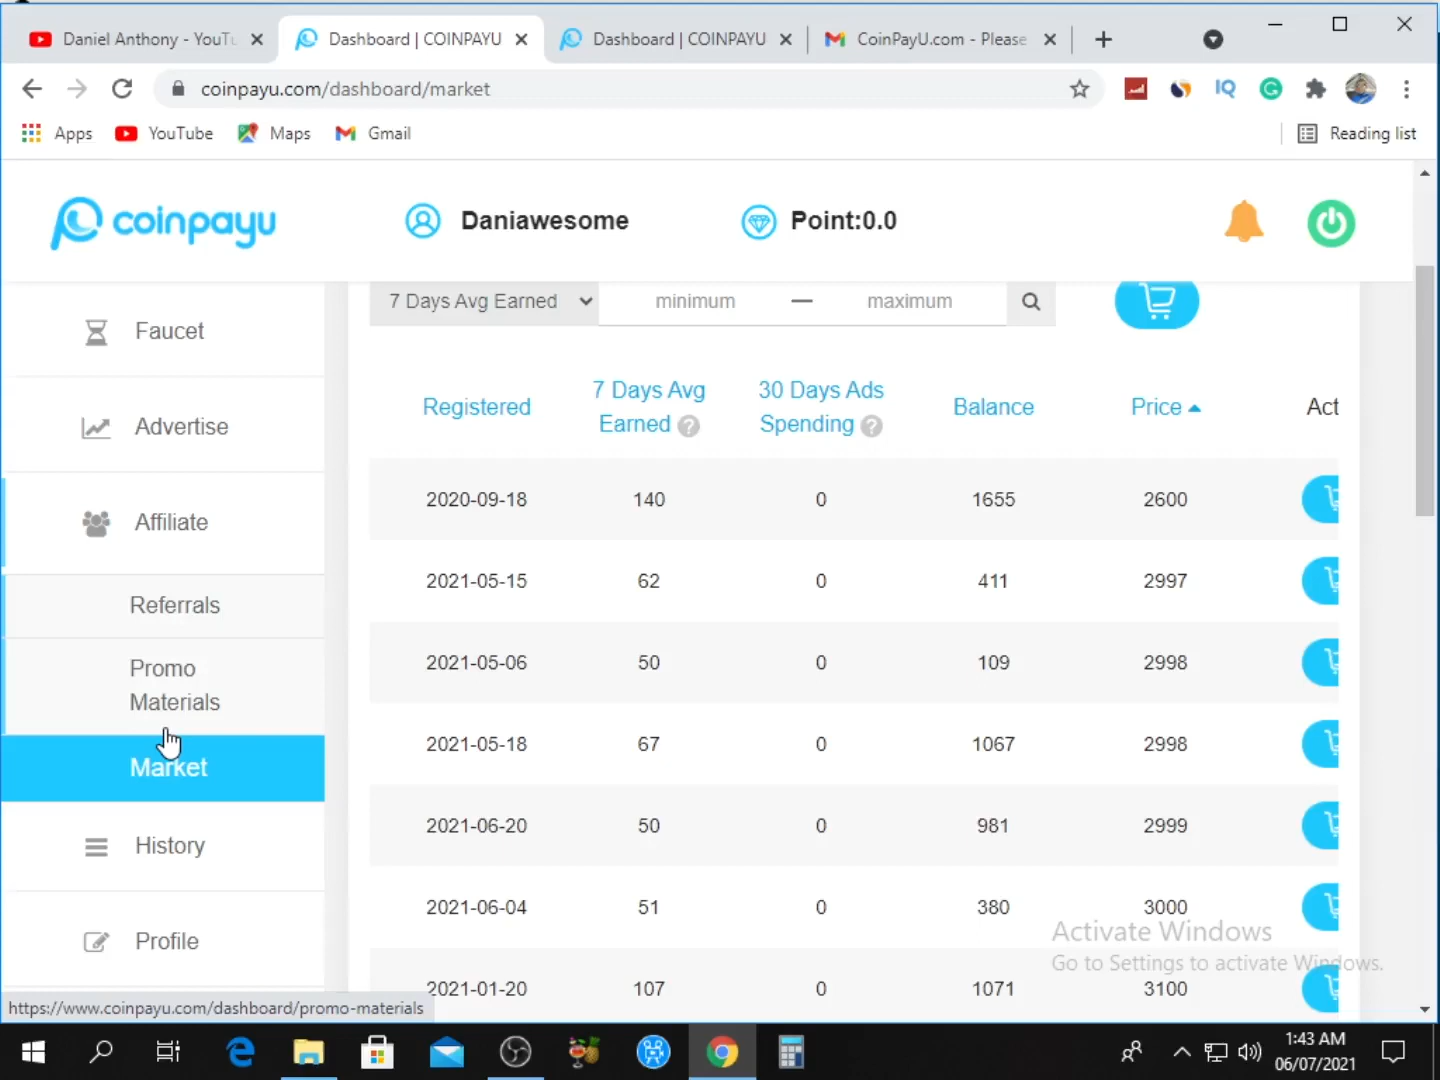 Daniel Anthony - YouTu
Dashboard | COINPAYU
Dashboard | COINPAYU
CoinPayU.com - Please
coinpayu.com/dashboard/market
IQ
Apps
YouTube
Maps
Gmail
Reading list
coinpayu
Daniawesome
Point:0.0
Faucet
Advertise
Affiliate
Referrals
Promo
Materials
Market
History
Profile
7 Days Avg Earned
minimum
—
maximum
Registered
7 Days Avg
Earned ?
30 Days Ads
Spending ?
Balance
Price
Act
2020-09-18 140 0 1655 2600
2021-05-15 62 0 411 2997
2021-05-06 50 0 109 2998
2021-05-18 67 0 1067 2998
2021-06-20 50 0 981 2999
2021-06-04 51 0 380 3000
2021-01-20 107 0 1071 3100
Activate Windows
Go to Settings to activate Windows.
https://www.coinpayu.com/dashboard/promo-materials
1:43 AM
06/07/2021